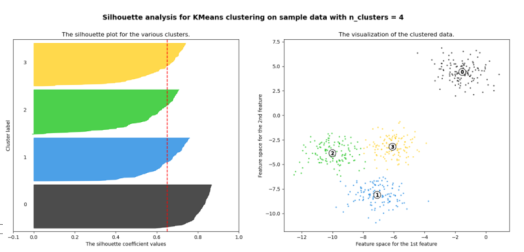 Silhouette analysis for KMeans clustering on sample data with n_clusters = 4
The silhouette plot for the various clusters.
3
2
1
0
Cluster label
−0.1 0.0 0.2 0.4 0.6 0.8 1.0
The silhouette coefficient values
The visualization of the clustered data.
7.5
5.0
2.5
0.0
−2.5
−5.0
−7.5
−10.0
Feature space for the 2nd feature
0
3
2
1
−12 −10 −8 −6 −4 −2 0
Feature space for the 1st feature